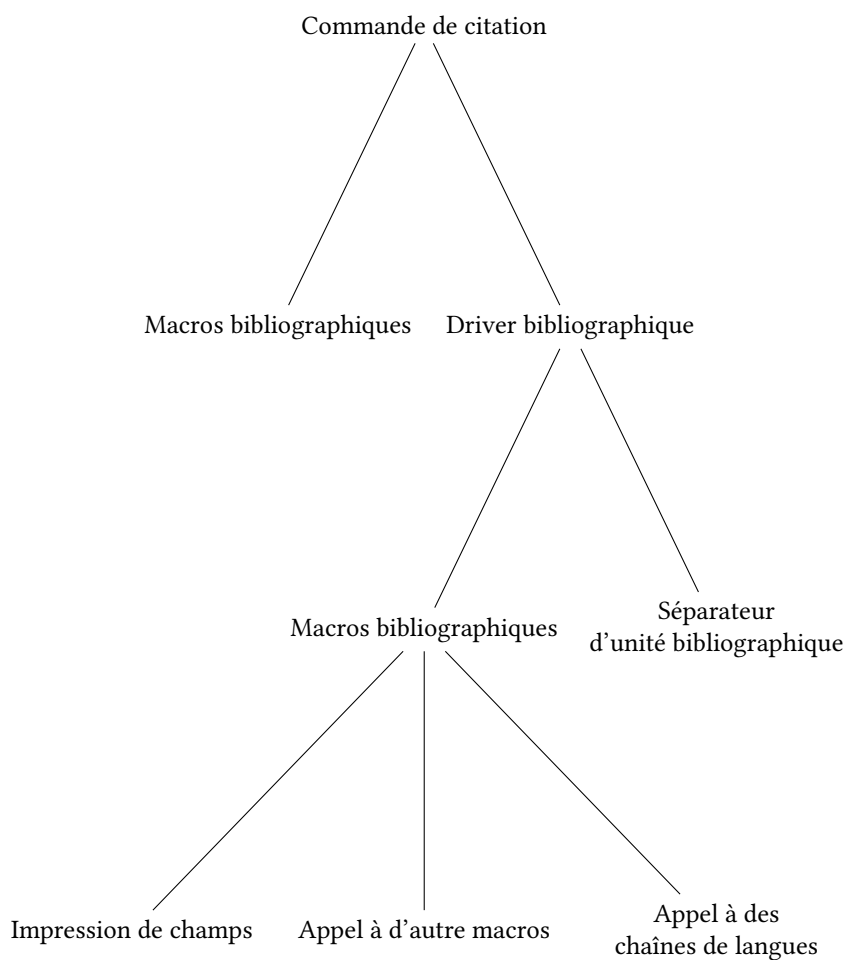 Commande de citation
Macros bibliographiques
Driver bibliographique
Macros bibliographiques
Séparateur
d'unité bibliographique
Impression de champs
Appel à d'autre macros
Appel à des
chaînes de langues